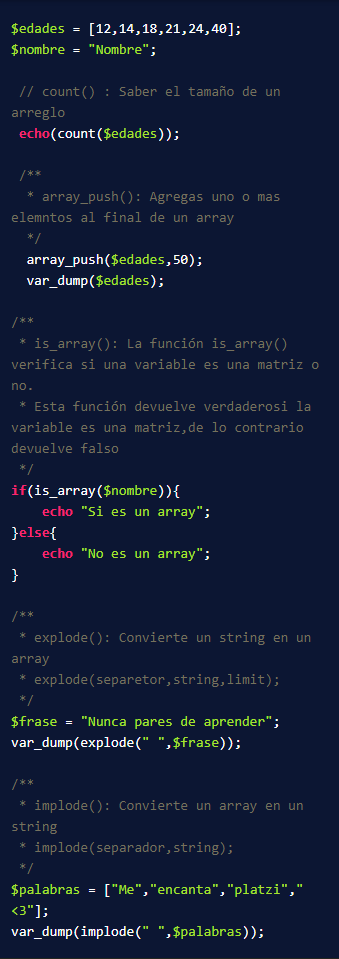 $edades = [12,14,18,21,24,40];
$nombre = "Nombre";
// count() : Saber el tamaño de un
arreglo
echo(count($edades));
/**
* array_push(): Agregas uno o mas
elemntos al final de un array
*/
array_push($edades,50);
var_dump($edades);
/**
* is_array(): La función is_array()
verifica si una variable es una matriz o
no.
* Esta función devuelve verdaderosi la
variable es una matriz,de lo contrario
devuelve falso
*/
if(is_array($nombre)){
echo "Si es un array";
}else{
echo "No es un array";
}
/**
* explode(): Convierte un string en un
array
* explode(separetor,string,limit);
*/
$frase = "Nunca pares de aprender";
var_dump(explode(" ",$frase));
/**
* implode(): Convierte un array en un
string
* implode(separador,string);
*/
$palabras = ["Me","encanta","platzi","
<3"];
var_dump(implode(" ",$palabras));